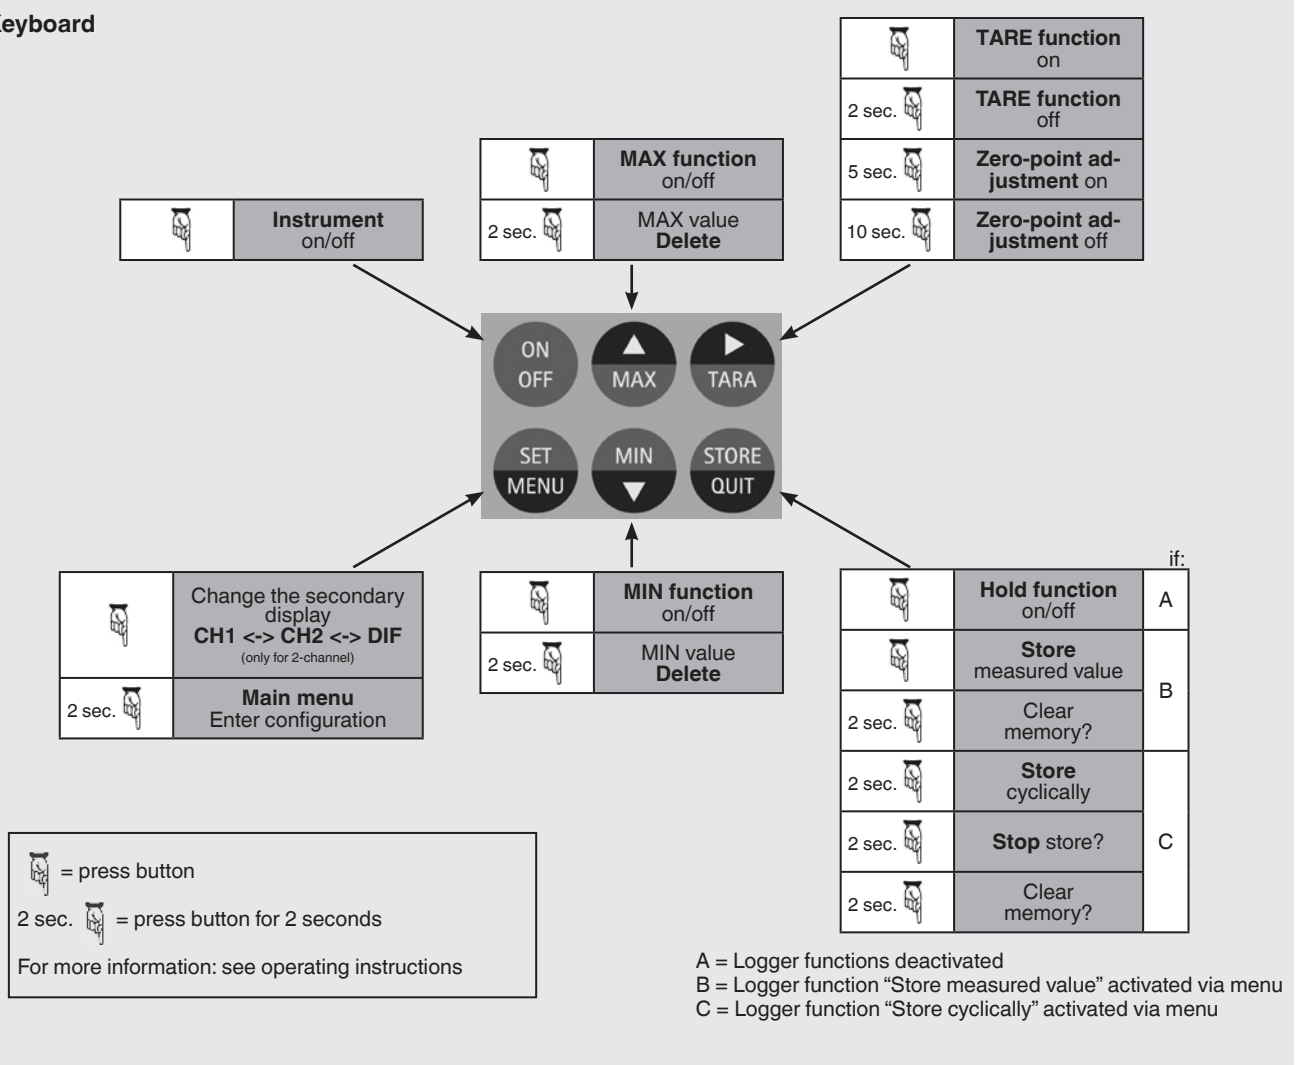 eyboard
TARE function
on
2 sec.
TARE function
off
5 sec.
Zero-point ad-
justment on
10 sec.
Zero-point ad-
justment off
MAX function
on/off
2 sec.
MAX value
Delete
Instrument
on/off
ON
OFF
MAX
TARA
SET
MENU
MIN
STORE
QUIT
Change the secondary
display
CH1 <-> CH2 <-> DIF
(only for 2-channel)
2 sec.
Main menu
Enter configuration
MIN function
on/off
2 sec.
MIN value
Delete
if:
Hold function
on/off
A
Store
measured value
B
2 sec.
Clear
memory?
2 sec.
Store
cyclically
2 sec.
Stop store?
C
2 sec.
Clear
memory?
= press button
2 sec. = press button for 2 seconds
For more information: see operating instructions
A = Logger functions deactivated
B = Logger function “Store measured value” activated via menu
C = Logger function “Store cyclically” activated via menu